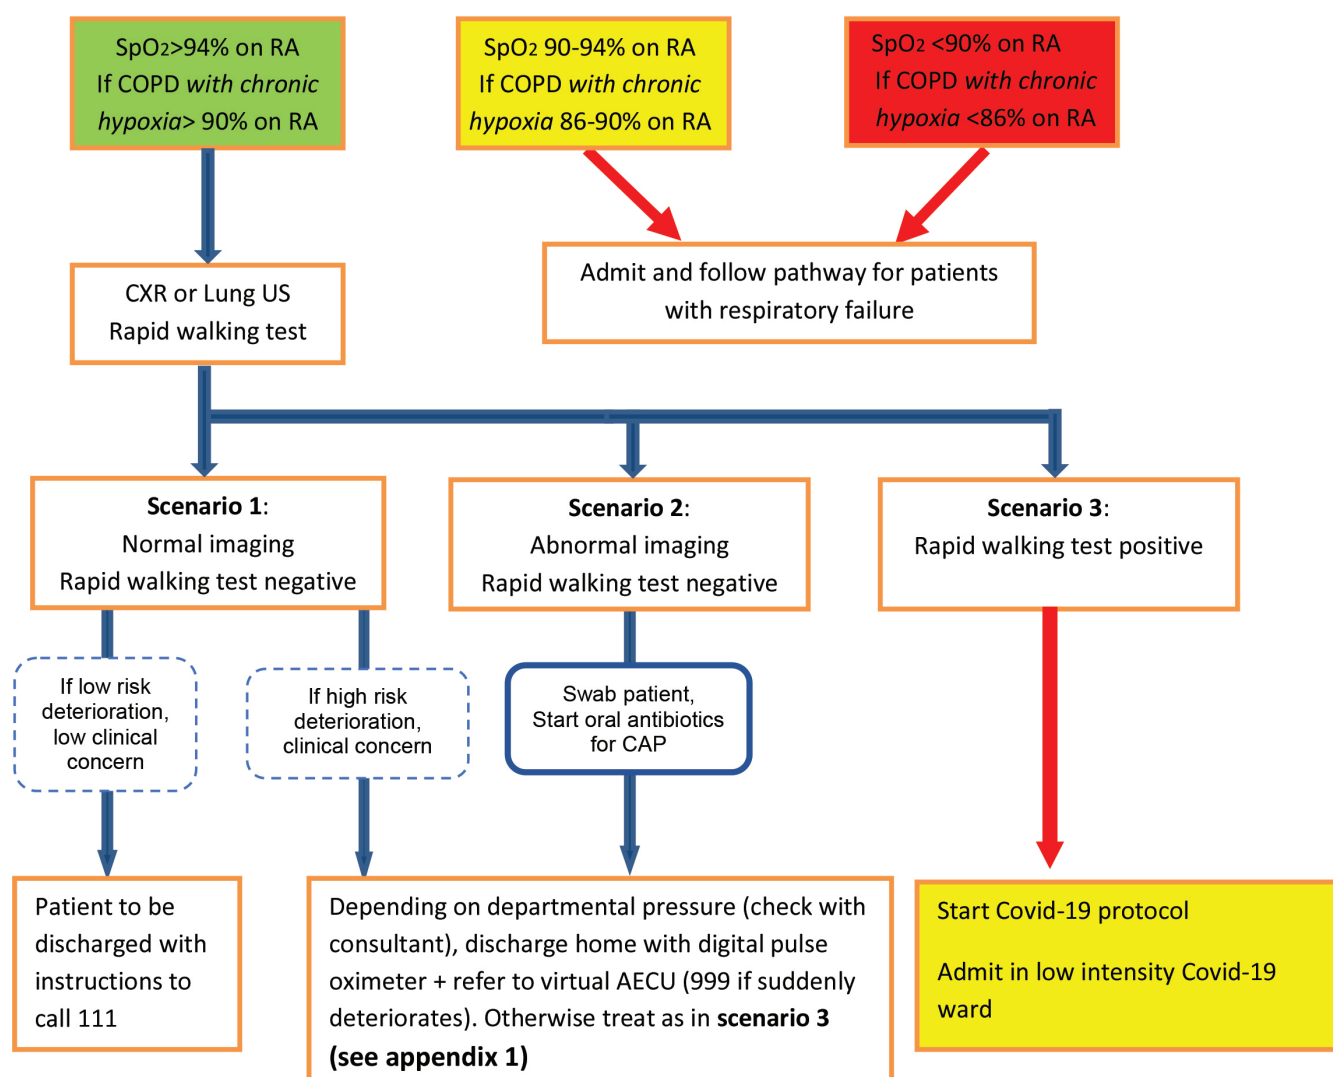 SpO2>94% on RA
If COPD with chronic
hypoxia> 90% on RA
SpO2 90-94% on RA
If COPD with chronic
hypoxia 86-90% on RA
SpO2 <90% on RA
If COPD with chronic
hypoxia <86% on RA
CXR or Lung US
Rapid walking test
Admit and follow pathway for patients
with respiratory failure
Scenario 1:
Normal imaging
Rapid walking test negative
Scenario 2:
Abnormal imaging
Rapid walking test negative
Scenario 3:
Rapid walking test positive
If low risk
deterioration,
low clinical
concern
If high risk
deterioration,
clinical concern
Swab patient,
Start oral antibiotics
for CAP
Patient to be
discharged with
instructions to
call 111
Depending on departmental pressure (check with
consultant), discharge home with digital pulse
oximeter + refer to virtual AECU (999 if suddenly
deteriorates). Otherwise treat as in scenario 3
(see appendix 1)
Start Covid-19 protocol
Admit in low intensity Covid-19
ward